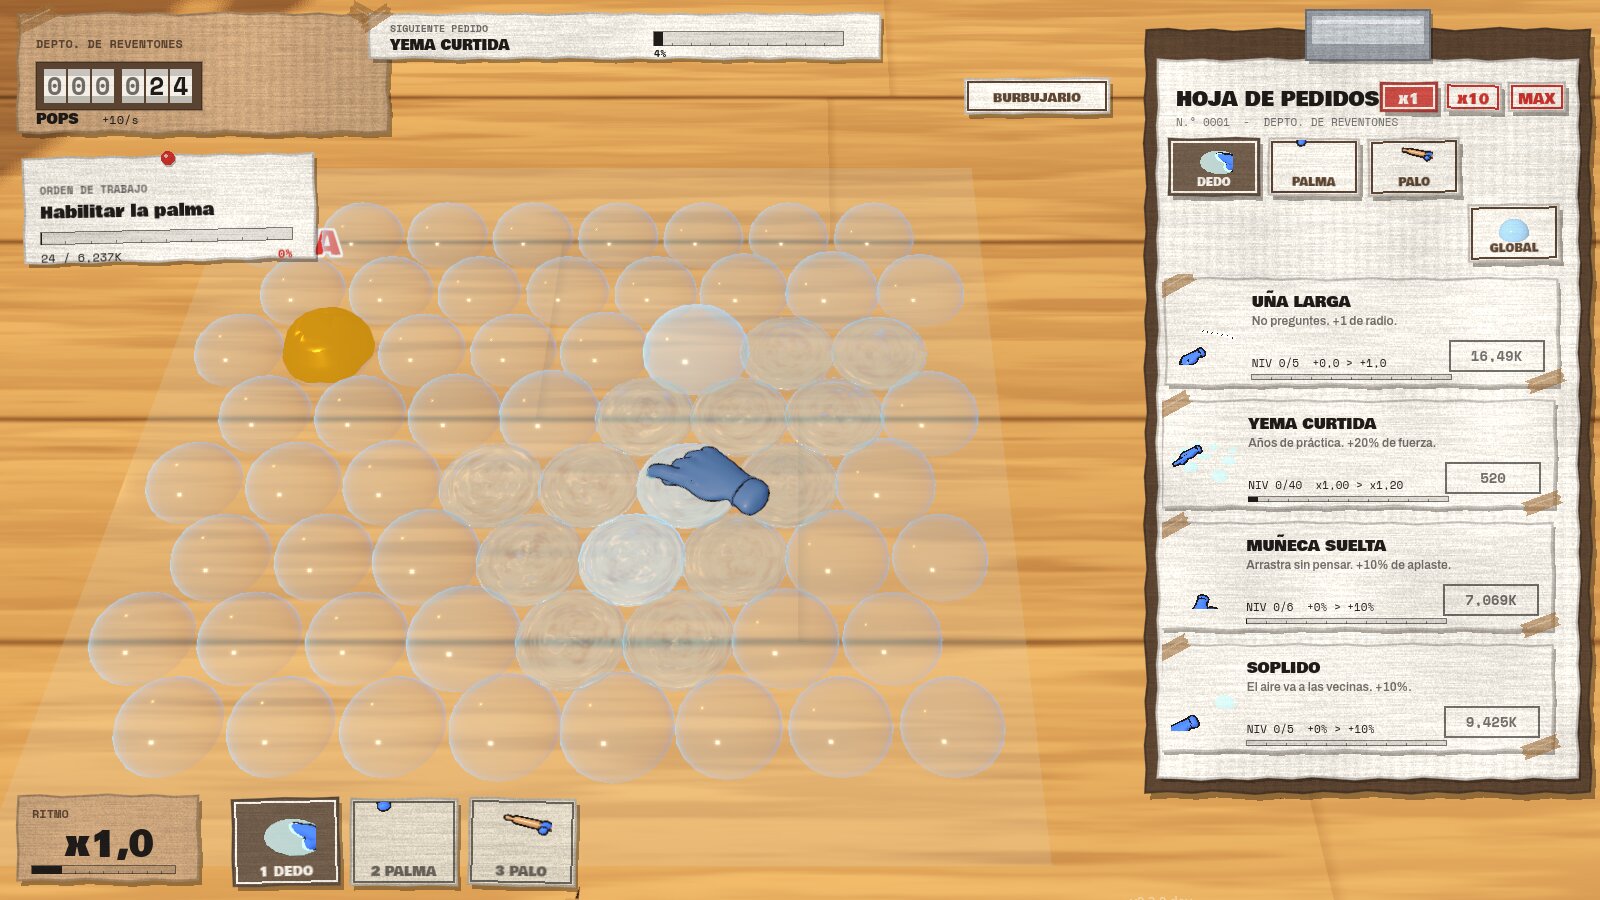 DEPTO. DE REVENTONES
000024
POPS +10/s
SIGUIENTE PEDIDO
YEMA CURTIDA
4%
BURBUJARIO
ORDEN DE TRABAJO
Habilitar la palma
24 / 6,237K 0%
A
HOJA DE PEDIDOS x1 x10 MAX
N.° 0001 - DEPTO. DE REVENTONES
DEDO PALMA PALO
GLOBAL
UÑA LARGA
No preguntes. +1 de radio.
NIV 0/5 +0,0 > +1,0
16,49K
YEMA CURTIDA
Años de práctica. +20% de fuerza.
NIV 0/40 x1,00 > x1,20
520
MUÑECA SUELTA
Arrastra sin pensar. +10% de aplaste.
NIV 0/6 +0% > +10%
7,069K
SOPLIDO
El aire va a las vecinas. +10%.
NIV 0/5 +0% > +10%
9,425K
RITMO
x1,0
1 DEDO 2 PALMA 3 PALO